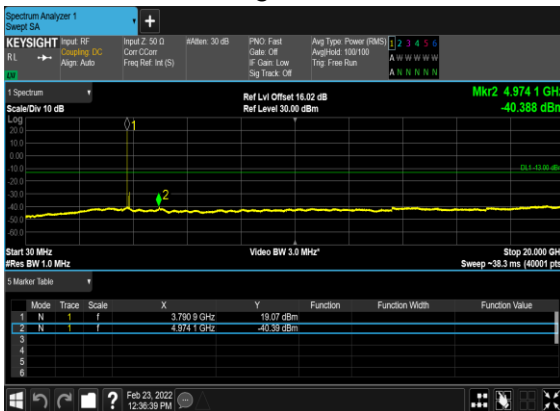 Spectrum Analyzer 1
Swept SA
KEYSIGHT Input: RF Input Z: 50 Ω #Atten: 30 dB PNO: Fast Avg Type: Power (RMS) 1 2 3 4 5 6
RL Coupling: DC Corr CCorr Gate: Off Avg|Hold: 100/100 A W W W W W
Align: Auto Freq Ref: Int (S) IF Gain: Low Trig: Free Run
LV Sig Track: Off A N N N N N
1 Spectrum Ref Lvl Offset 16.02 dB Mkr2 4.974 1 GHz
Scale/Div 10 dB Ref Level 30.00 dBm -40.388 dBm
Log
20.0
10.0
0.00
-10.0
-20.0
-30.0
-40.0
-50.0
-60.0
1
2
DL1 -13.00 dBm
Start 30 MHz Video BW 3.0 MHz* Stop 20.000 GHz
#Res BW 1.0 MHz Sweep ~38.3 ms (40001 pts)
5 Marker Table
Mode Trace Scale X Y Function Function Width Function Value
1 N 1 f 3.790 9 GHz 19.07 dBm
2 N 1 f 4.974 1 GHz -40.39 dBm
3
4
5
6
? Feb 23, 2022
12:36:39 PM